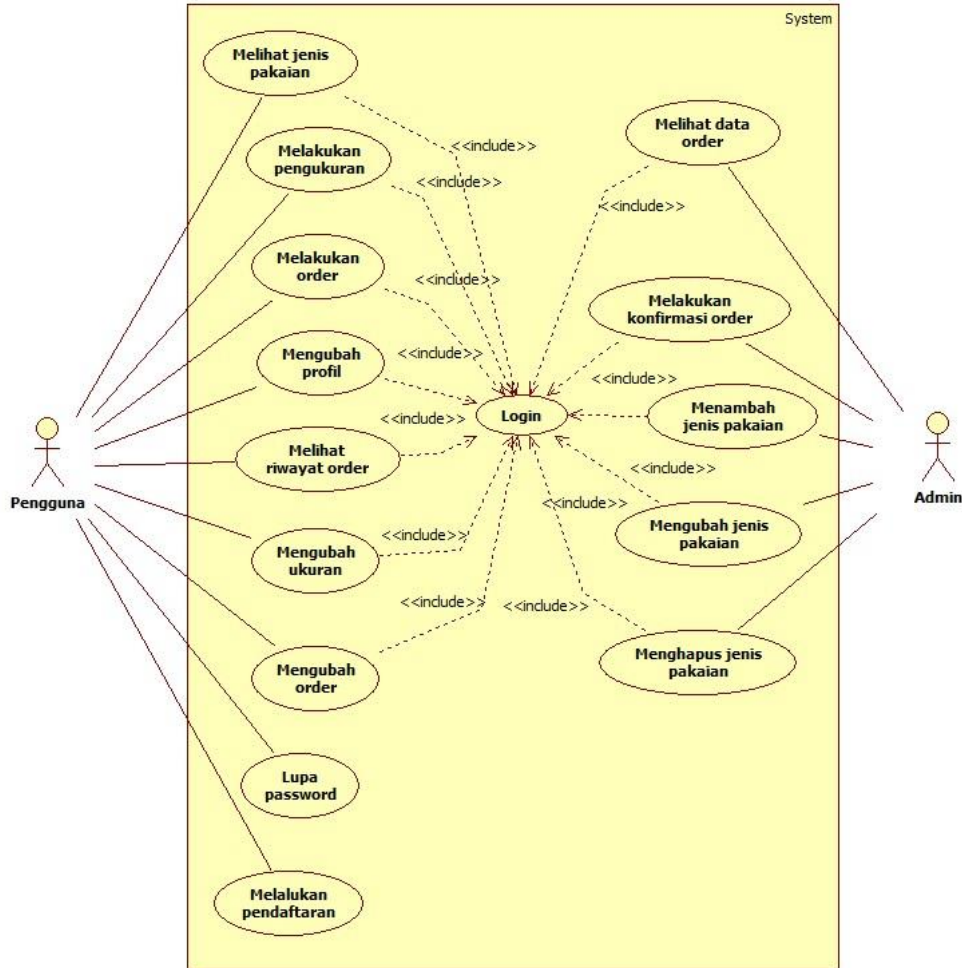 System
Melihat jenis
pakaian
<<include>>
Melihat data
order
Melakukan
pengukuran
<<include>>
<<include>>
Melakukan
order
<<include>>
Melakukan
konfirmasi order
Mengubah
profil
<<include>>
<<include>>
Login
Menambah
jenis pakaian
Melihat
riwayat order
<<include>>
<<include>>
Pengguna
Admin
Mengubah
ukuran
<<include>>
<<include>>
Mengubah jenis
pakaian
<<include>>
<<include>>
Mengubah
order
Menghapus jenis
pakaian
Lupa
password
Melalukan
pendaftaran